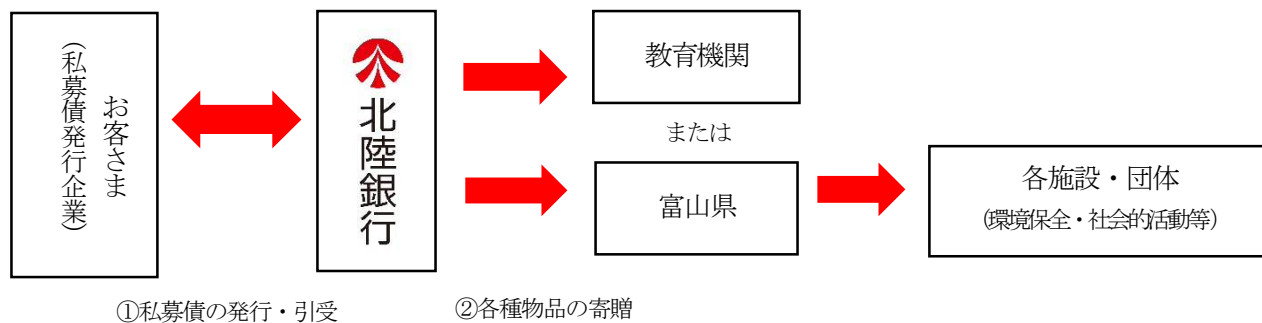 お客さま
(私募債発行企業)
北陸銀行
教育機関
または
富山県
各施設・団体
(環境保全・社会的活動等)
①私募債の発行・引受
②各種物品の寄贈